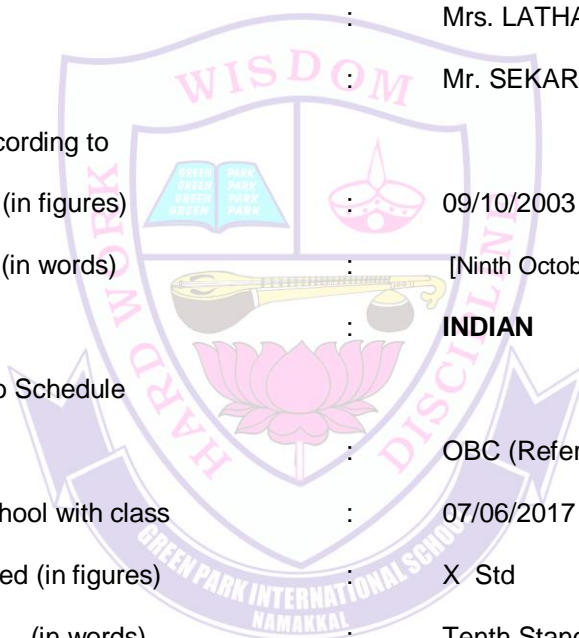 : Mrs. LATHA
: Mr. SEKAR
cording to
(in figures) : 09/10/2003
(in words) : [Ninth Octob
: INDIAN
o Schedule
: OBC (Refer
hool with class : 07/06/2017
ed (in figures) : X Std
(in words) : Tenth Stand
WISDOM
HARD WORK
DISCIPLINE
GREEN PARK
GREEN PARK
GREEN PARK
GREEN PARK
GREEN PARK INTERNATIONAL SCHOOL
NAMAKKAL